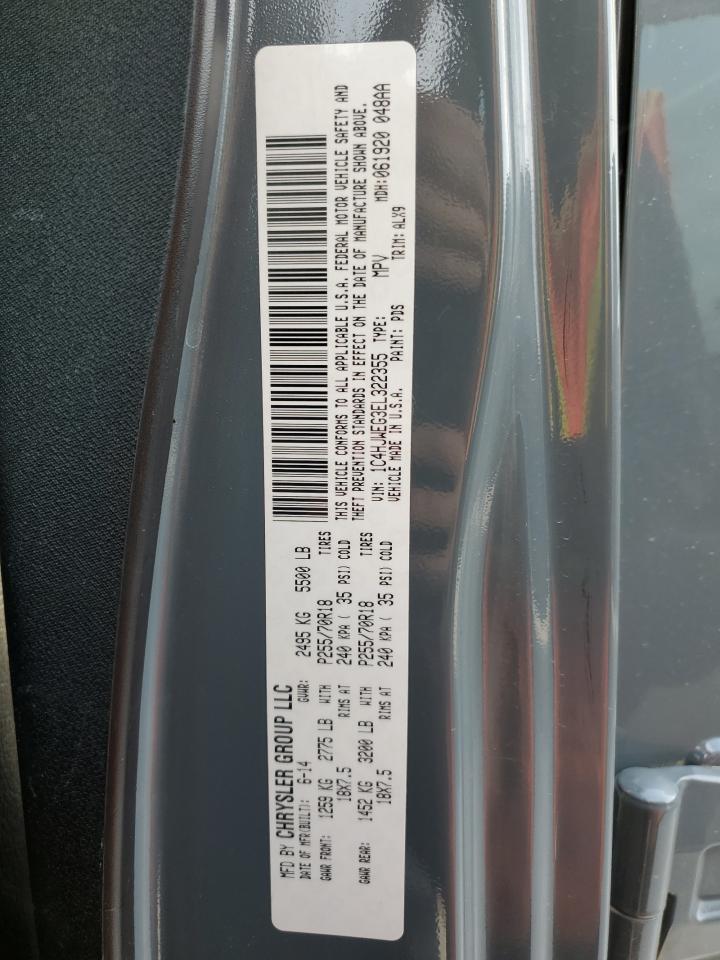 MFD BY CHRYSLER GROUP LLC
DATE OF MFR(BUILT): 6-14 GVWR: 2495 KG 5500 LB
GAWR FRONT: 1259 KG 2775 LB WITH P255/70R18 TIRES
18X7.5 RIMS AT 240 KPA ( 35 PSI) COLD
GAWR REAR: 1452 KG 3200 LB WITH P255/70R18 TIRES
18X7.5 RIMS AT 240 KPA ( 35 PSI) COLD
THIS VEHICLE CONFORMS TO ALL APPLICABLE U.S.A. FEDERAL MOTOR VEHICLE SAFETY AND
THEFT PREVENTION STANDARDS IN EFFECT ON THE DATE OF MANUFACTURE SHOWN ABOVE.
VIN: 1C4HJWEG3EL322355 TYPE: MPV MDH:061920 048AA
VEHICLE MADE IN U.S.A. PAINT: PDS TRIM: ALX9